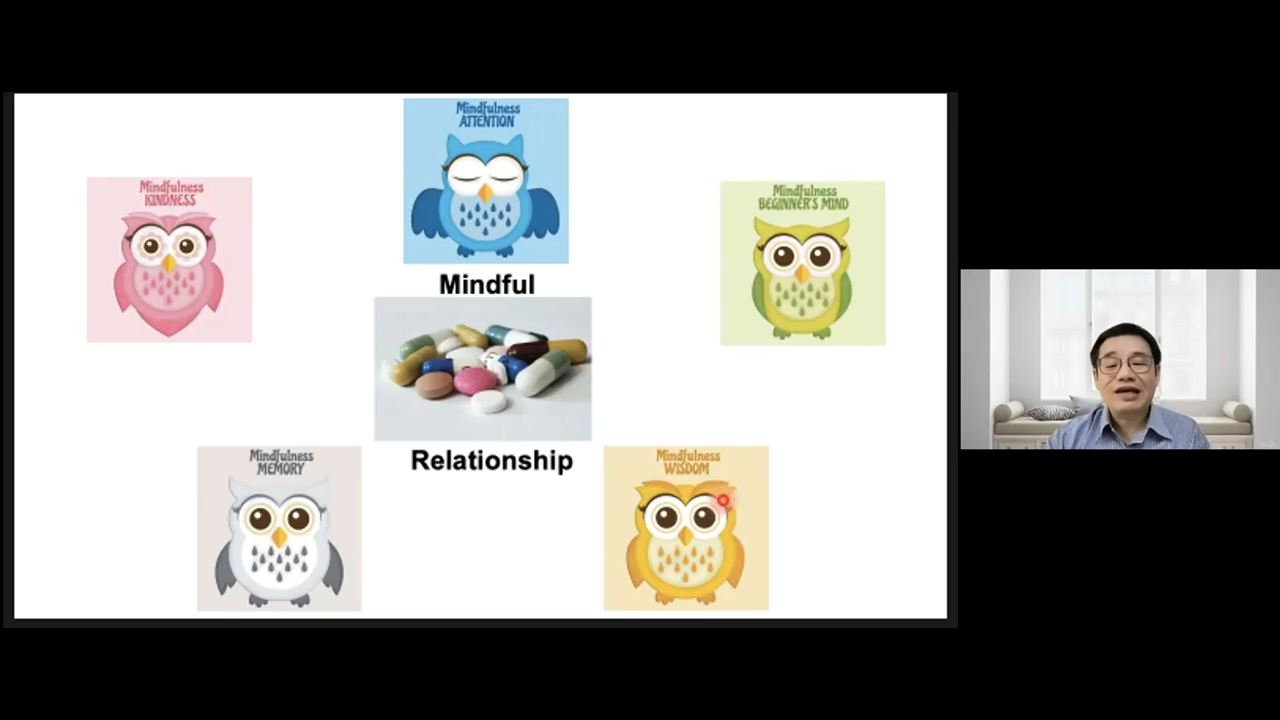 Mindfulness
ATTENTION
Mindfulness
KINDNESS
Mindfulness
BEGINNER'S MIND
Mindful
Relationship
Mindfulness
MEMORY
Mindfulness
WISDOM